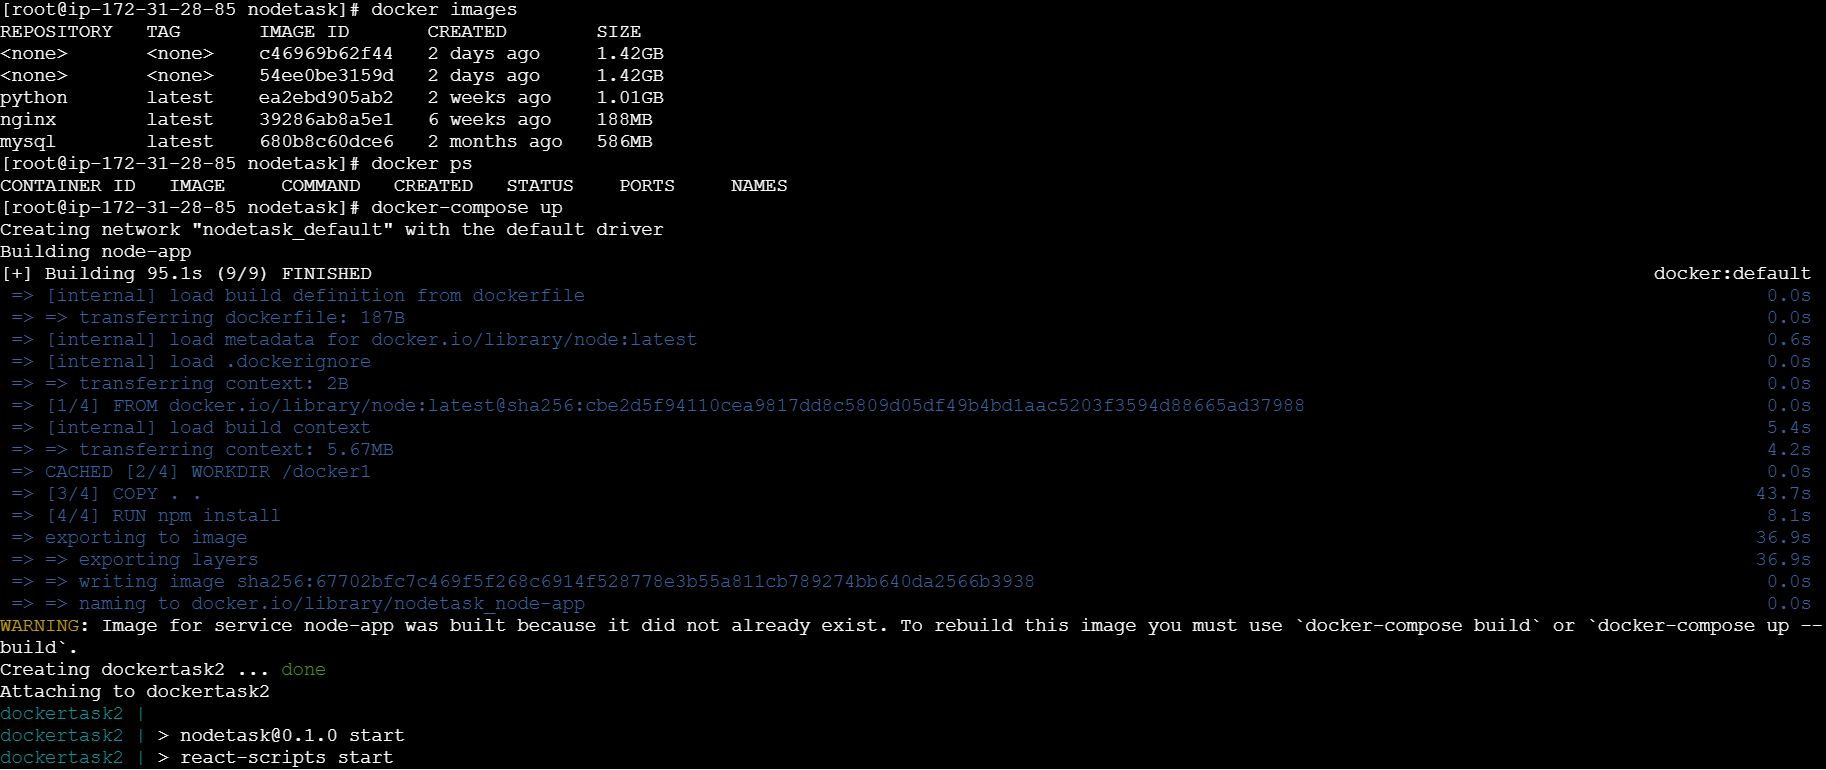 [root@ip-172-31-28-85 nodetask]# docker images
REPOSITORY   TAG       IMAGE ID       CREATED        SIZE
<none>       <none>    c46969b62f44   2 days ago     1.42GB
<none>       <none>    54ee0be3159d   2 days ago     1.42GB
python       latest    ea2ebd905ab2   2 weeks ago    1.01GB
nginx        latest    39286ab8a5e1   6 weeks ago    188MB
mysql        latest    680b8c60dce6   2 months ago   586MB
[root@ip-172-31-28-85 nodetask]# docker ps
CONTAINER ID   IMAGE     COMMAND   CREATED   STATUS    PORTS     NAMES
[root@ip-172-31-28-85 nodetask]# docker-compose up
Creating network "nodetask_default" with the default driver
Building node-app
[+] Building 95.1s (9/9) FINISHED docker:default
=> [internal] load build definition from dockerfile 0.0s
=> => transferring dockerfile: 187B 0.0s
=> [internal] load metadata for docker.io/library/node:latest 0.6s
=> [internal] load .dockerignore 0.0s
=> => transferring context: 2B 0.0s
=> [1/4] FROM docker.io/library/node:latest@sha256:cbe2d5f94110cea9817dd8c5809d05df49b4bd1aac5203f3594d88665ad37988 0.0s
=> [internal] load build context 5.4s
=> => transferring context: 5.67MB 4.2s
=> CACHED [2/4] WORKDIR /docker1 0.0s
=> [3/4] COPY . . 43.7s
=> [4/4] RUN npm install 8.1s
=> exporting to image 36.9s
=> => exporting layers 36.9s
=> => writing image sha256:67702bfc7c469f5f268c6914f528778e3b55a811cb789274bb640da2566b3938 0.0s
=> => naming to docker.io/library/nodetask_node-app 0.0s
WARNING: Image for service node-app was built because it did not already exist. To rebuild this image you must use `docker-compose build` or `docker-compose up --
build`.
Creating dockertask2 ... done
Attaching to dockertask2
dockertask2 |
dockertask2 | > nodetask@0.1.0 start
dockertask2 | > react-scripts start